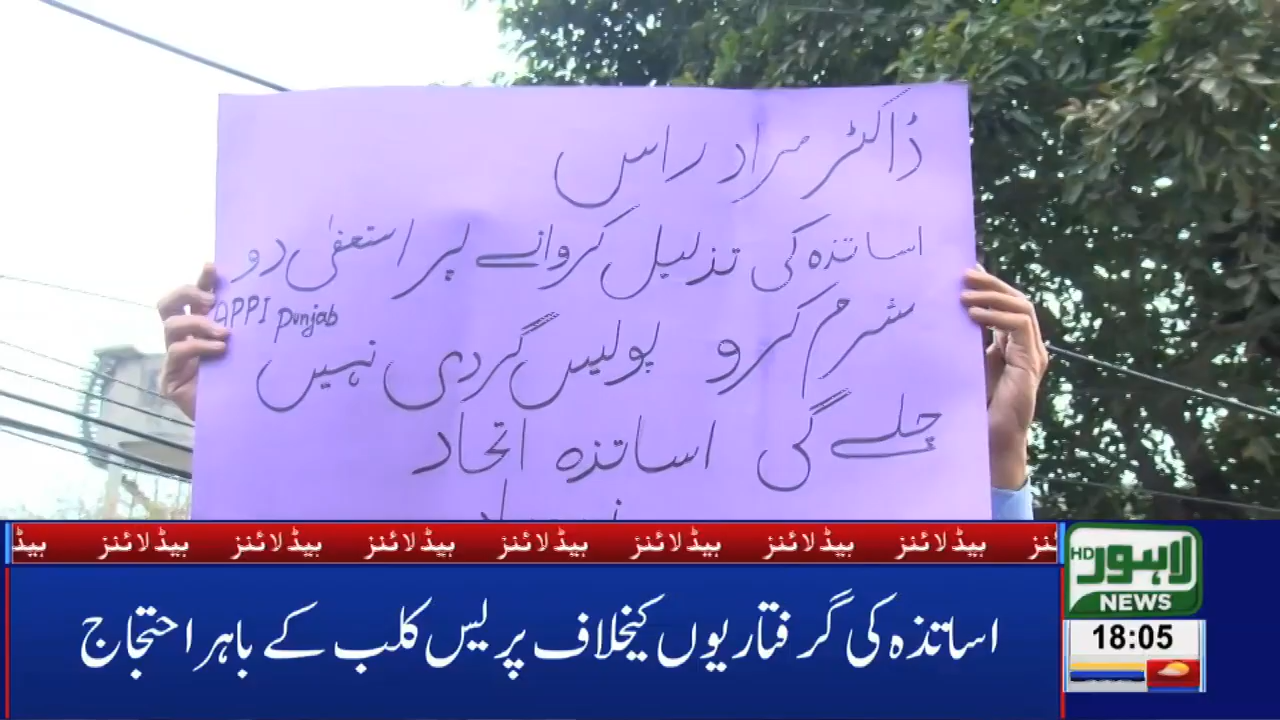 ڈاکٹر مراد راس
اساتذہ کی تذلیل کروانے پر استعفیٰ دو
APPI Punjab
شرم کرو پولیس گردی نہیں
چلے گی اساتذہ اتحاد
ہیڈلائنز ہیڈلائنز ہیڈلائنز ہیڈلائنز ہیڈلائنز ہیڈلائنز ہیڈلائنز
اساتذہ کی گرفتاریوں کیخلاف پریس کلب کے باہر احتجاج
لاہور HD
NEWS
18:05